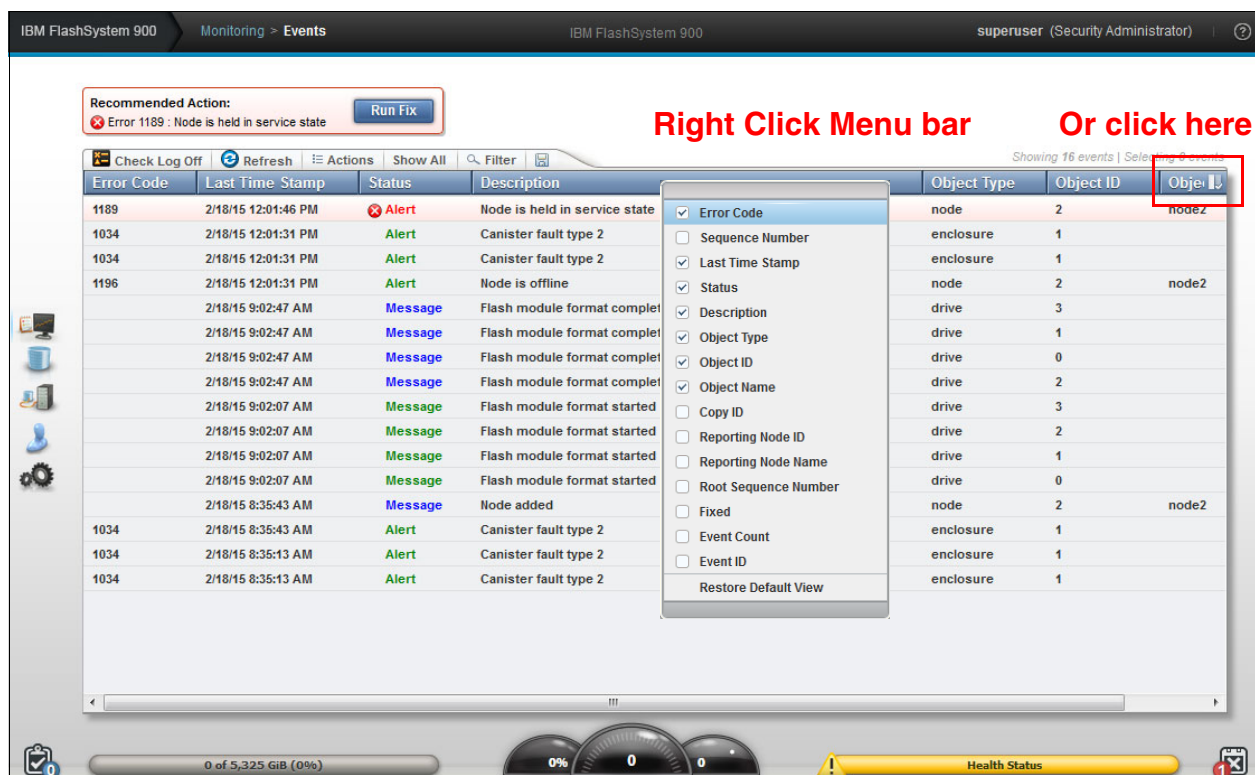 IBM FlashSystem 900 Monitoring > Events IBM FlashSystem 900 superuser (Security Administrator) ?
Recommended Action:
Error 1189 : Node is held in service state
Run Fix
Right Click Menu bar Or click here
Check Log Off Refresh Actions Show All Filter Showing 16 events | Selecting 0 events
Error Code Last Time Stamp Status Description Object Type Object ID Obje
1189 2/18/15 12:01:46 PM Alert Node is held in service state node 2 node2
1034 2/18/15 12:01:31 PM Alert Canister fault type 2 enclosure 1
1034 2/18/15 12:01:31 PM Alert Canister fault type 2 enclosure 1
1196 2/18/15 12:01:31 PM Alert Node is offline node 2 node2
2/18/15 9:02:47 AM Message Flash module format complet drive 3
2/18/15 9:02:47 AM Message Flash module format complet drive 1
2/18/15 9:02:47 AM Message Flash module format complet drive 0
2/18/15 9:02:47 AM Message Flash module format complet drive 2
2/18/15 9:02:07 AM Message Flash module format started drive 3
2/18/15 9:02:07 AM Message Flash module format started drive 2
2/18/15 9:02:07 AM Message Flash module format started drive 1
2/18/15 9:02:07 AM Message Flash module format started drive 0
2/18/15 8:35:43 AM Message Node added node 2 node2
1034 2/18/15 8:35:43 AM Alert Canister fault type 2 enclosure 1
1034 2/18/15 8:35:13 AM Alert Canister fault type 2 enclosure 1
1034 2/18/15 8:35:13 AM Alert Canister fault type 2 enclosure 1
Error Code
Sequence Number
Last Time Stamp
Status
Description
Object Type
Object ID
Object Name
Copy ID
Reporting Node ID
Reporting Node Name
Root Sequence Number
Fixed
Event Count
Event ID
Restore Default View
0 0 of 5,325 GiB (0%) 0% 0 0 Health Status 1